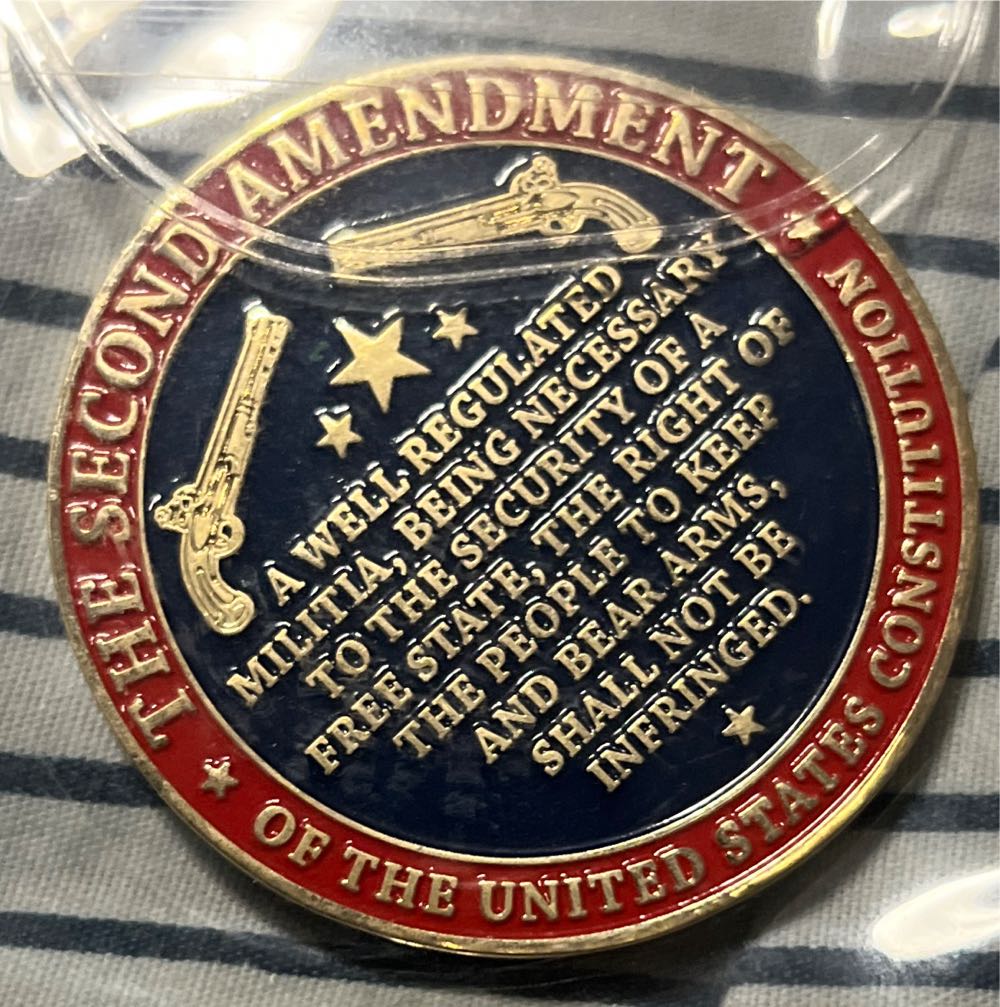 THE SECOND AMENDMENT
A WELL REGULATED
MILITIA, BEING NECESSARY
TO THE SECURITY OF A
FREE STATE, THE RIGHT OF
THE PEOPLE TO KEEP
AND BEAR ARMS,
SHALL NOT BE
INFRINGED.
OF THE UNITED STATES CONSTITUTION